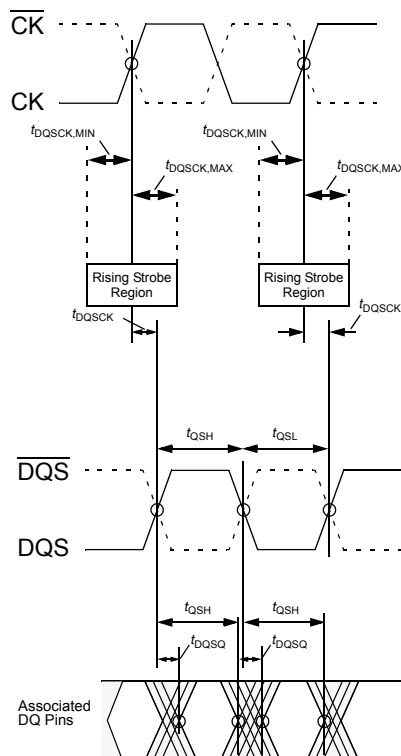 CK
CK
tDQSCK,MIN
tDQSCK,MIN
tDQSCK,MAX
tDQSCK,MAX
Rising Strobe
Region
Rising Strobe
Region
tDQSCK
tDQSCK
tQSH
tQSL
DQS
DQS
tQSH
tQSH
tDQSQ
tDQSQ
Associated
DQ Pins